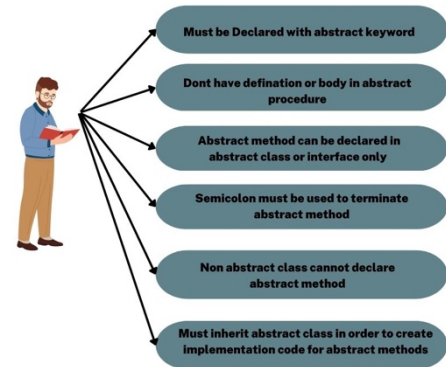 Must be Declared with abstract keyword
Dont have defination or body in abstract
procedure
Abstract method can be declared in
abstract class or interface only
Semicolon must be used to terminate
abstract method
Non abstract class cannot declare
abstract method
Must inherit abstract class in order to create
implementation code for abstract methods